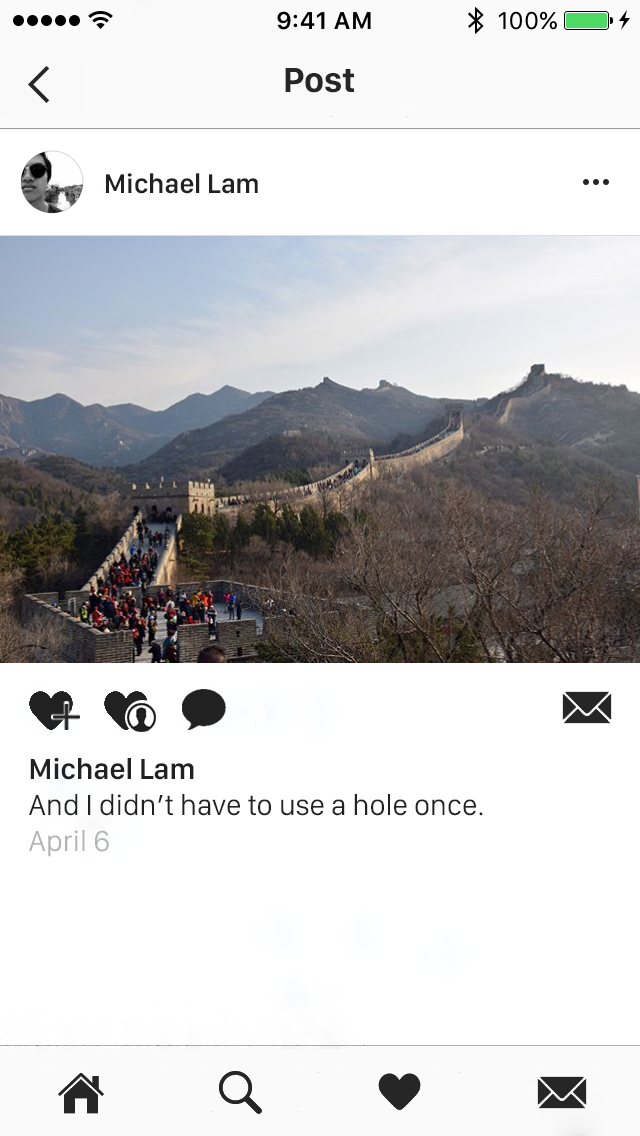 9:41 AM 100%
Post
Michael Lam
Michael Lam
And I didn’t have to use a hole once.
April 6